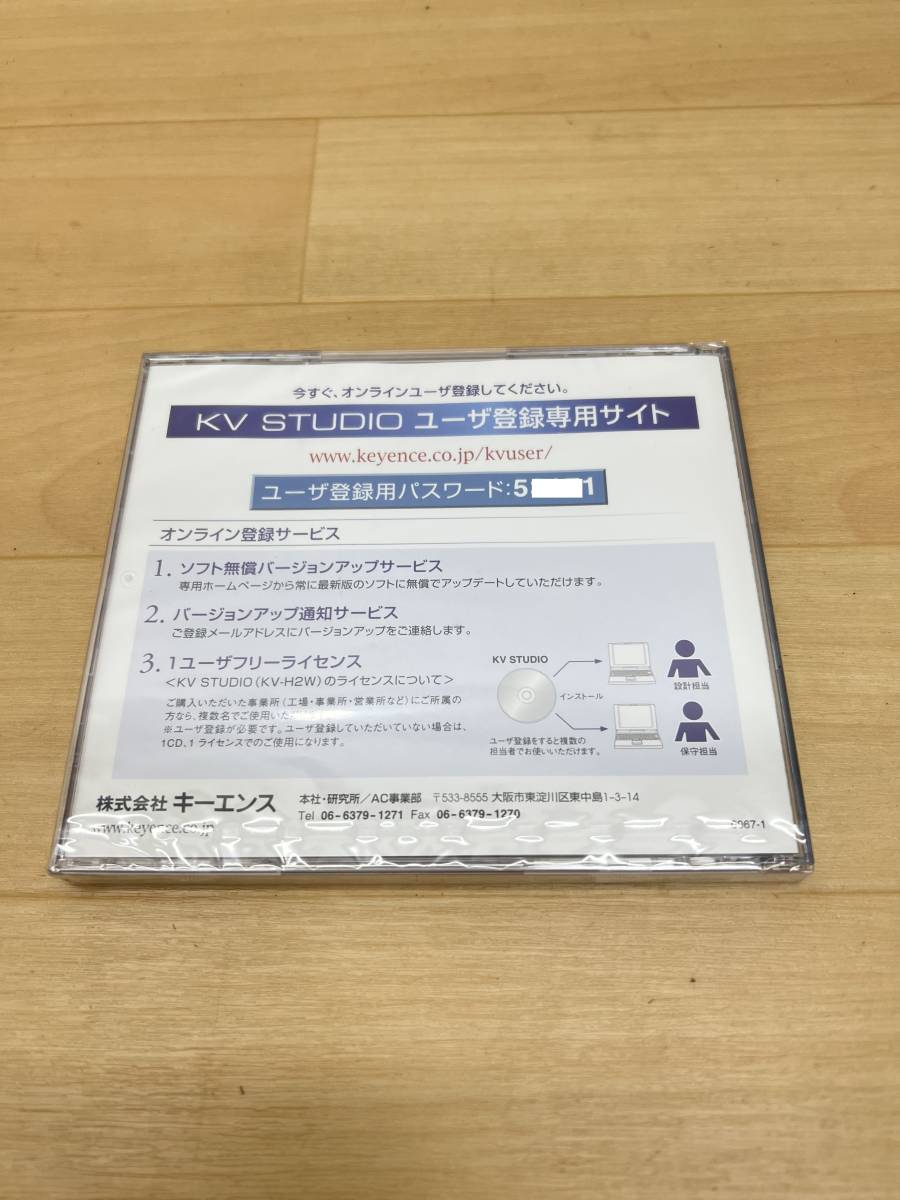 今すぐ、オンラインユーザ登録してください。
KV STUDIO ユーザ登録専用サイト
www.keyence.co.jp/kvuser/
ユーザ登録用パスワード:5 1
オンライン登録サービス
1. ソフト無償バージョンアップサービス
専用ホームページから常に最新版のソフトに無償でアップデートしていただけます。
2. バージョンアップ通知サービス
ご登録メールアドレスにバージョンアップをご連絡します。
3. 1ユーザフリーライセンス
<KV STUDIO(KV-H2W)のライセンスについて>
ご購入いただいた事業所(工場・事業所・営業所など)にご所属の
方なら、複数名でご使用いた
※ユーザ登録が必要です。ユーザ登録していただいていない場合は、
1CD、1ライセンスでのご使用になります。
KV STUDIO
インストール
設計担当
ユーザ登録をすると複数の
担当者でお使いいただけます。
保守担当
株式会社 キーエンス
www.keyence.co.jp
本社・研究所/AC事業部 〒533-8555 大阪市東淀川区東中島1-3-14
Tel 06-6379-1271 Fax 06-6379-1270
6067-1